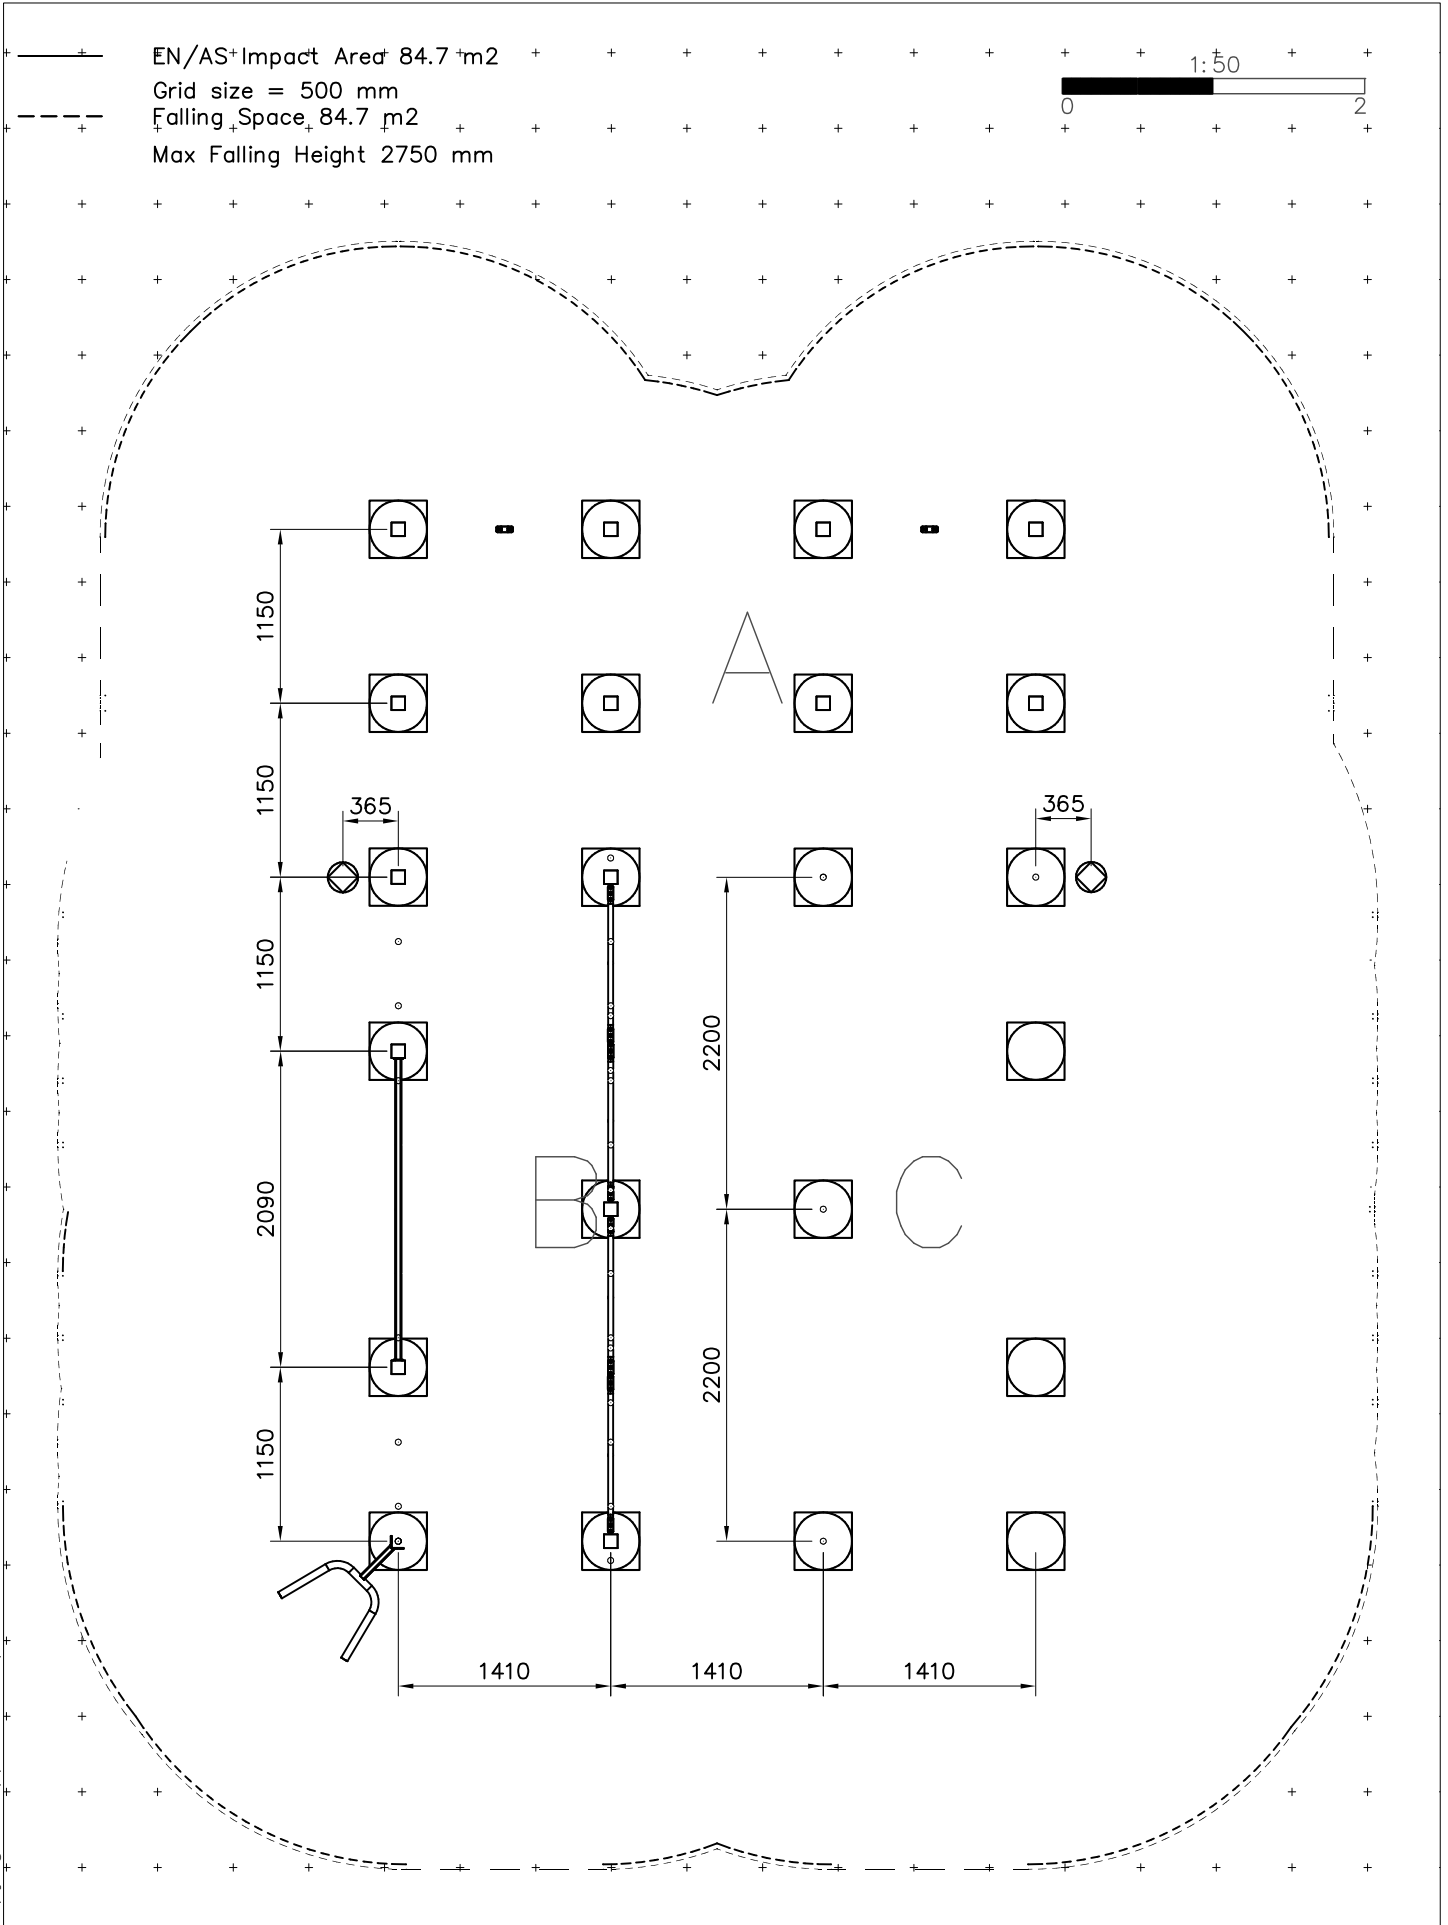 EN/AS Impact Area 84.7 m2
Grid size = 500 mm
Falling Space 84.7 m2
Max Falling Height 2750 mm
1:50
0 2
1150
A
1150
365 365
1150
2200
2090
B C
2200
1150
1410 1410 1410